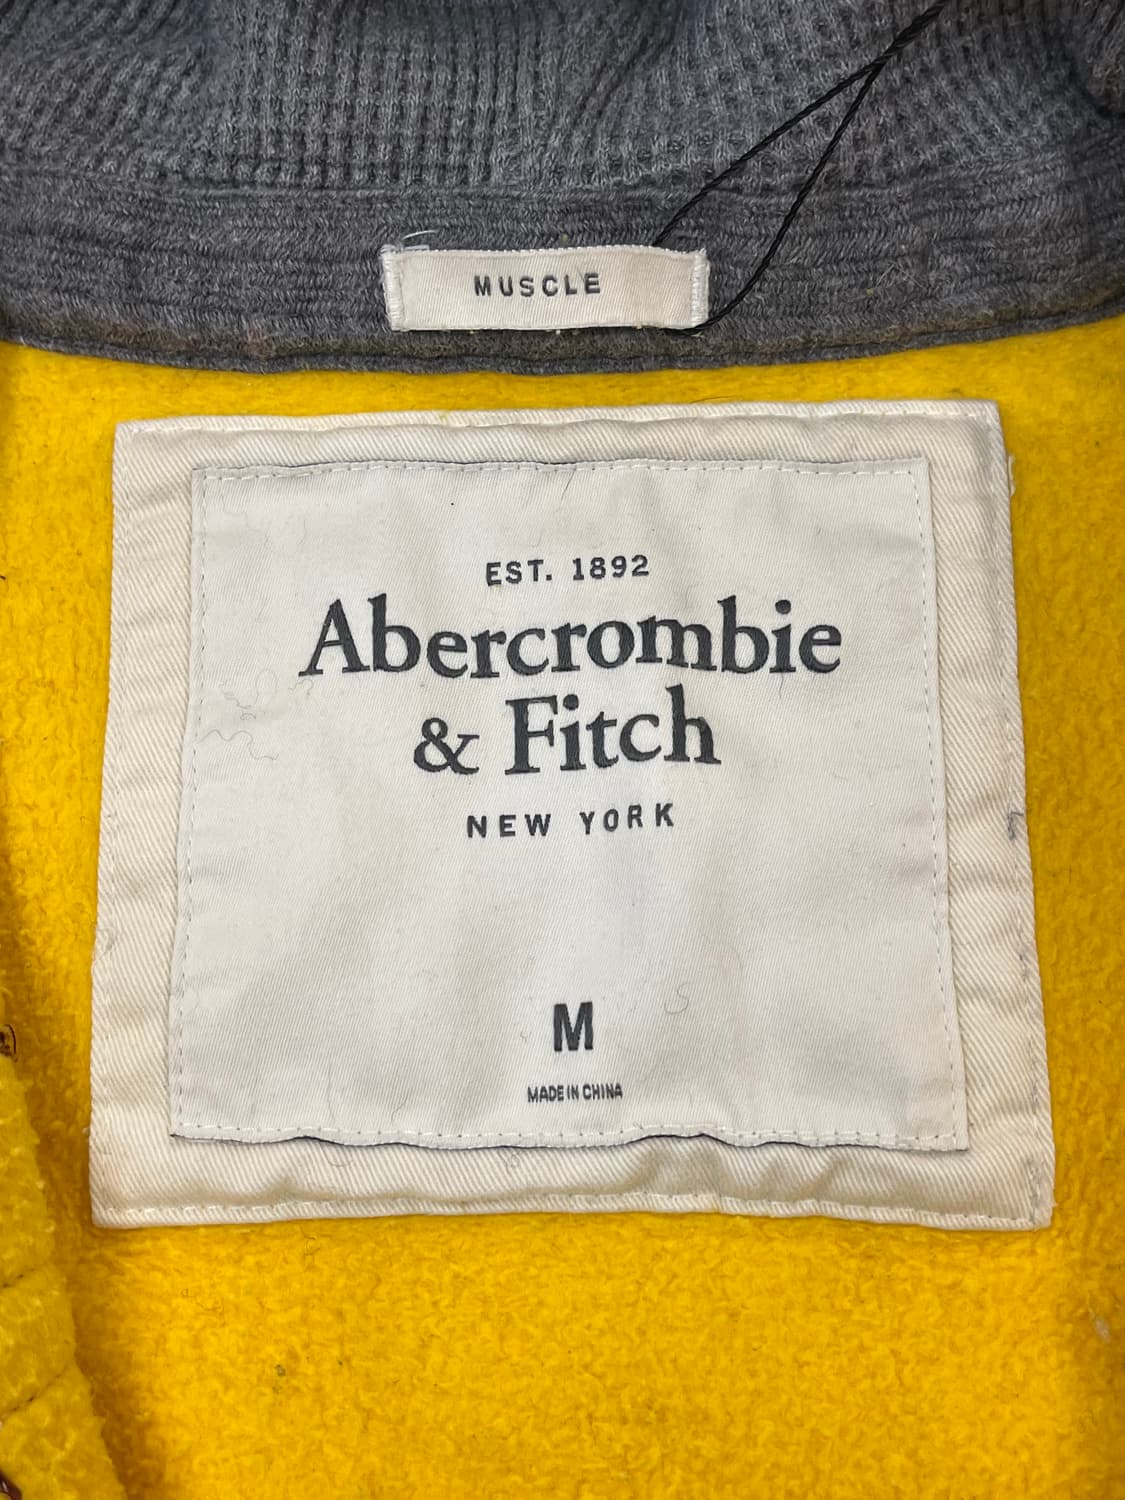 MUSCLE
EST. 1892
Abercrombie
& Fitch
NEW YORK
M
MADE IN CHINA